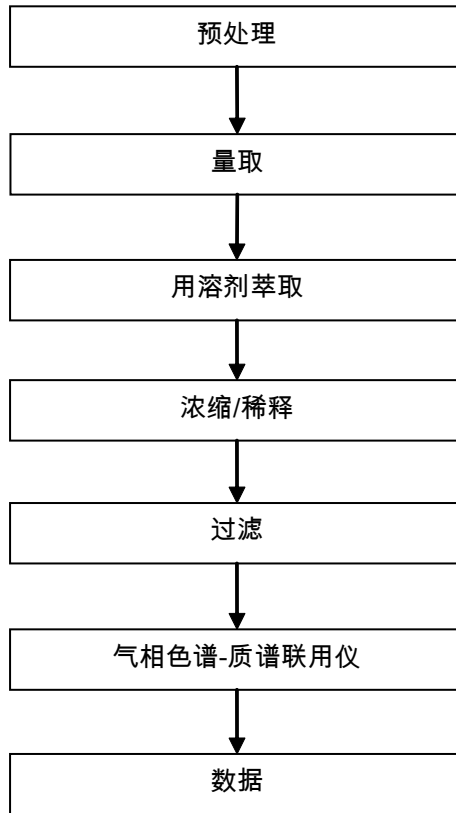 预处理
量取
用溶剂萃取
浓缩/稀释
过滤
气相色谱-质谱联用仪
数据